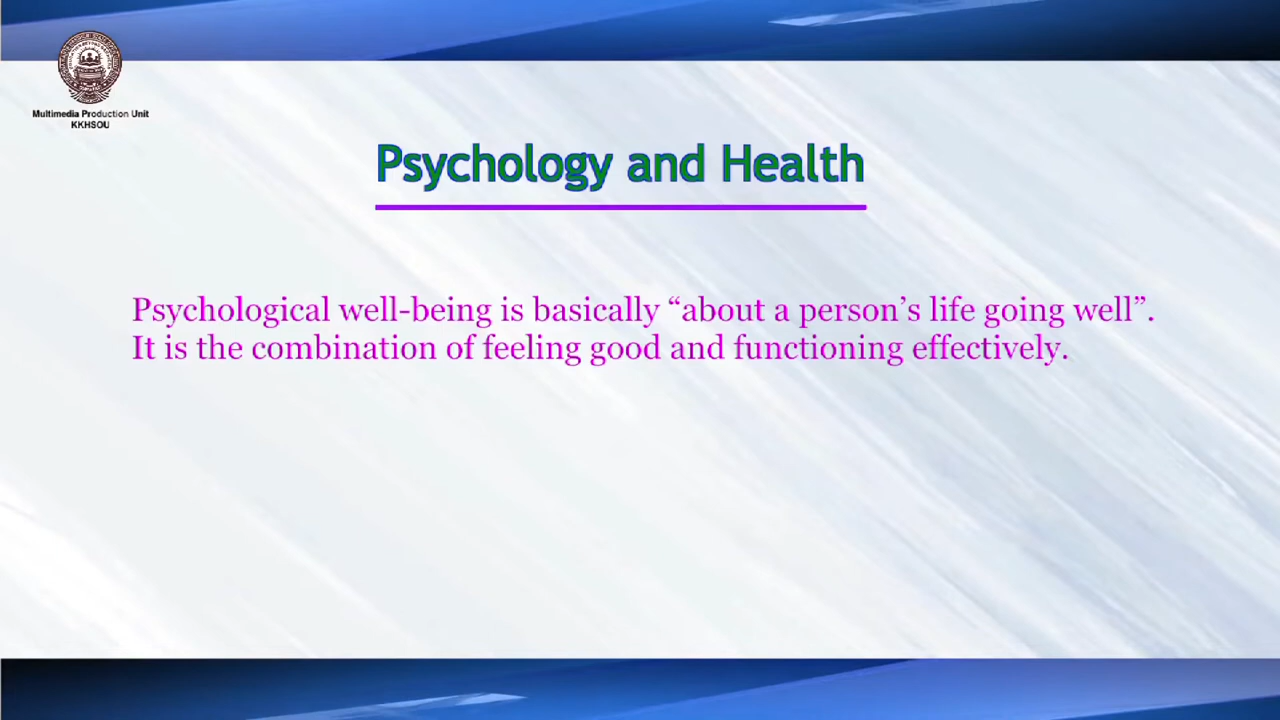 Multimedia Production Unit
KKHSOU
Psychology and Health
Psychological well-being is basically “about a person’s life going well”.
It is the combination of feeling good and functioning effectively.